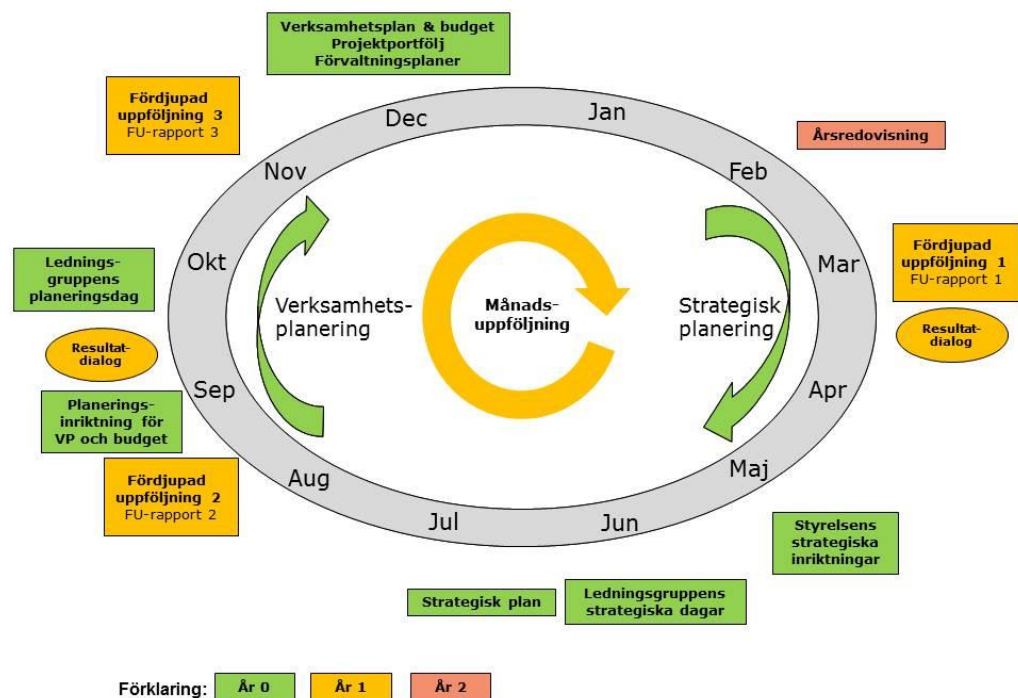 Verksamhetsplan & budget
Projektportfölj
Förvaltningsplaner
Fördjupad
uppföljning 3
FU-rapport 3
Dec
Jan
Årsredovisning
Nov
Feb
Lednings-
gruppens
planeringsdag
Okt
Mar
Fördjupad
uppföljning 1
FU-rapport 1
Verksamhets-
planering
Månads-
uppföljning
Strategisk
planering
Resultat-
dialog
Resultat-
dialog
Sep
Apr
Planerings-
inriktning för
VP och budget
Fördjupad
uppföljning 2
FU-rapport 2
Aug
Maj
Jul
Jun
Styrelsens
strategiska
inriktningar
Strategisk plan
Ledningsgruppens
strategiska dagar
Förklaring: År 0 År 1 År 2